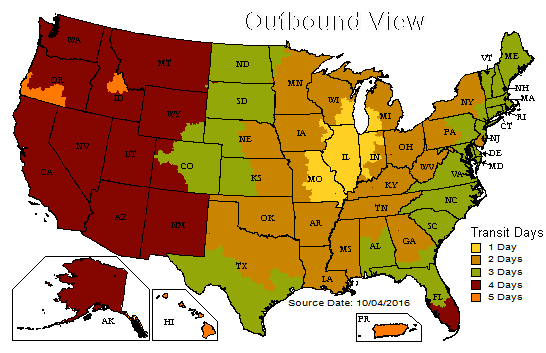 Outbound View
WA
MT
ND
MN
VT
ME
OR
ID
SD
WI
MI
NY
NH
MA
WY
IA
NE
PA
RI
CT
NJ
NV
UT
CO
IL
IN
OH
WV
DE
MD
CA
KS
MO
KY
VA
AZ
NM
OK
AR
TN
NC
SC
TX
LA
MS
AL
GA
FL
Transit Days
1 Day
2 Days
3 Days
4 Days
5 Days
Source Date: 10/04/2016
AK
HI
PR